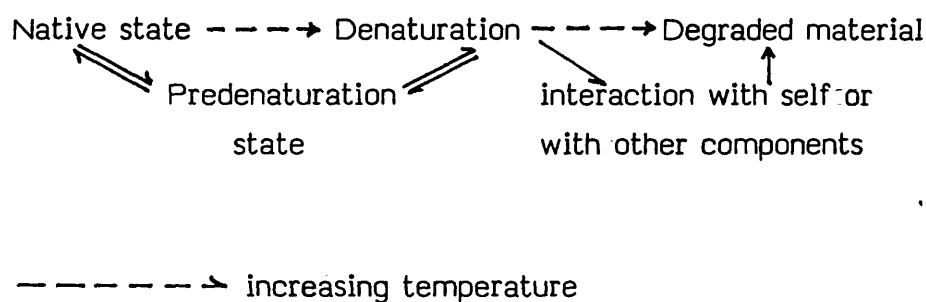 Native state Denaturation Degraded material
Predenaturation interaction with self or
state with other components
increasing temperature